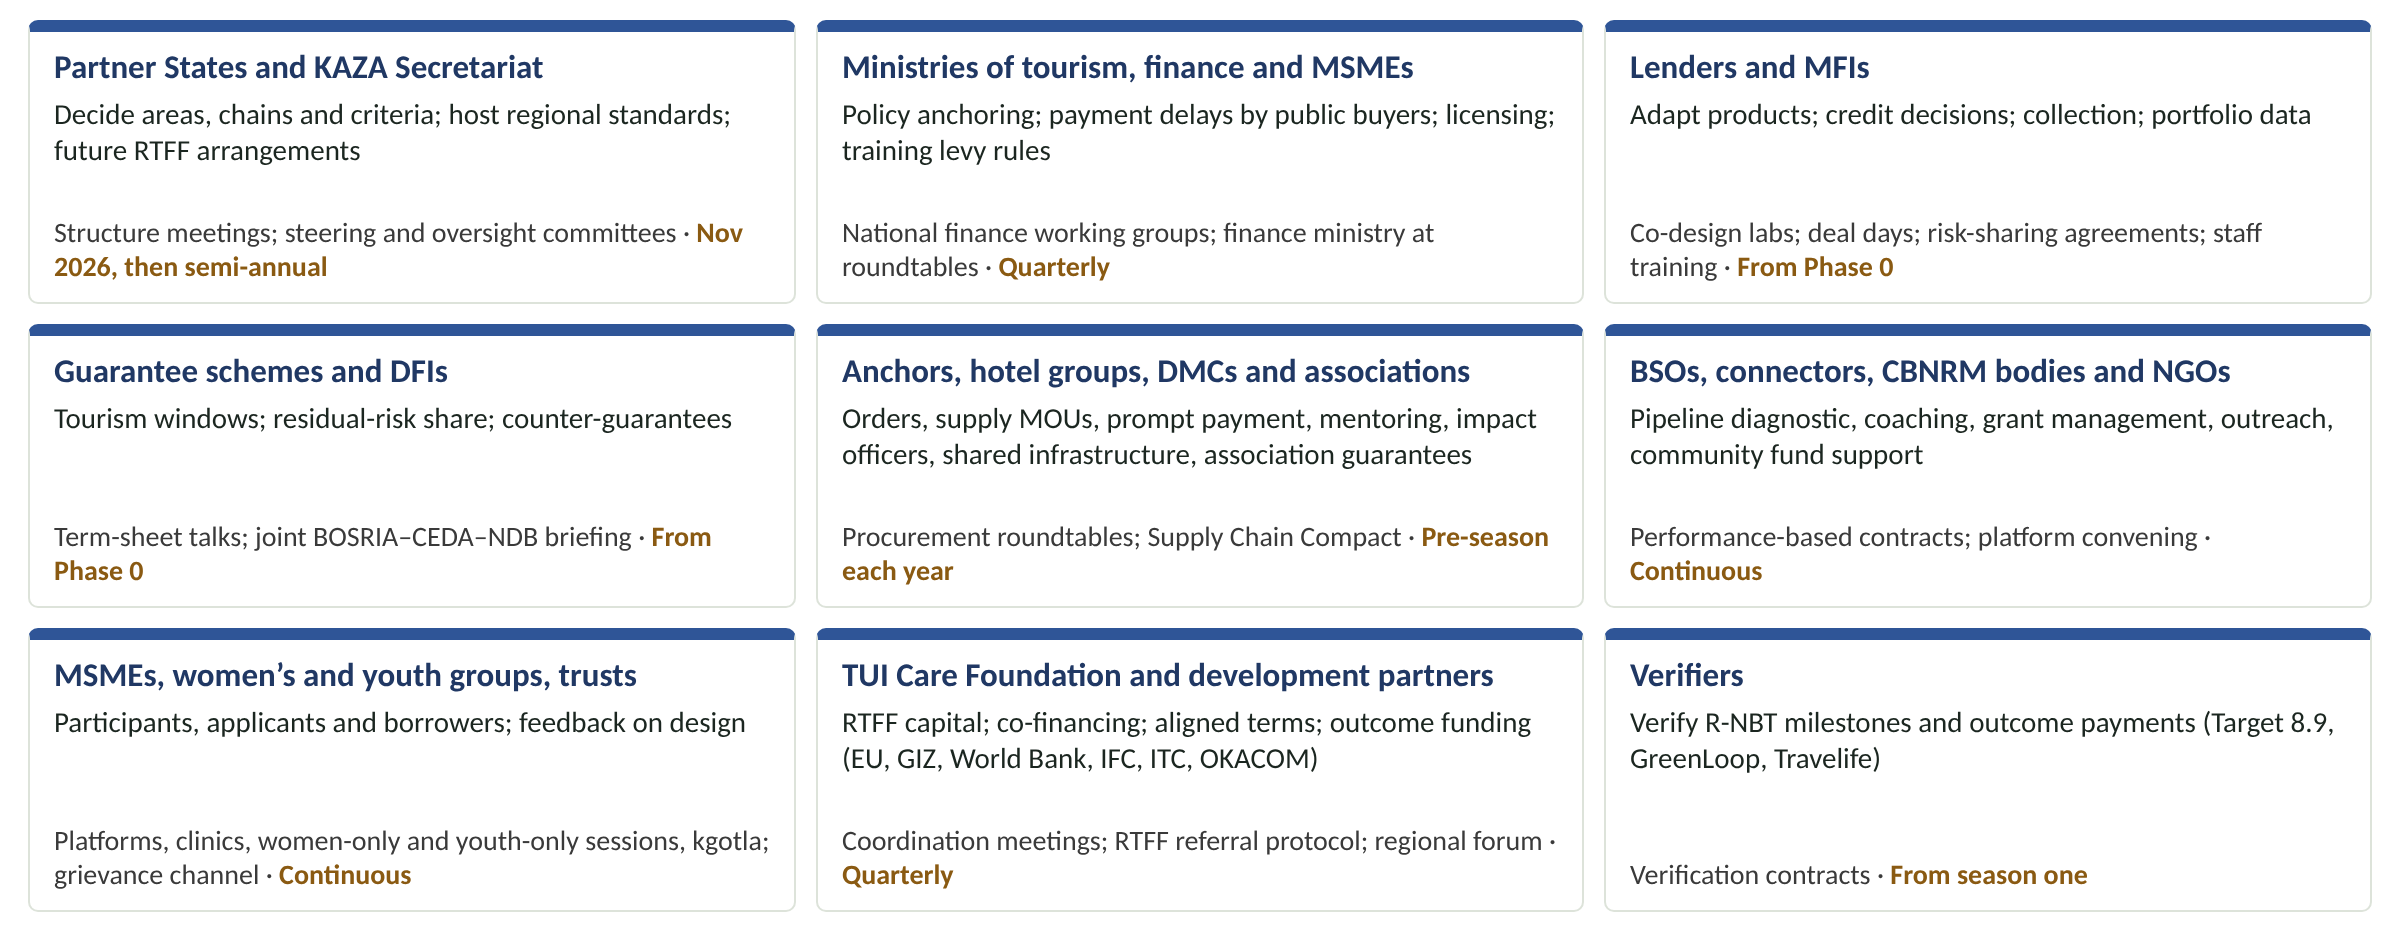 Partner States and KAZA Secretariat
Decide areas, chains and criteria; host regional standards;
future RTFF arrangements
Structure meetings; steering and oversight committees · Nov
2026, then semi-annual
Ministries of tourism, finance and MSMEs
Policy anchoring; payment delays by public buyers; licensing;
training levy rules
National finance working groups; finance ministry at
roundtables · Quarterly
Lenders and MFIs
Adapt products; credit decisions; collection; portfolio data
Co-design labs; deal days; risk-sharing agreements; staff
training · From Phase 0
Guarantee schemes and DFIs
Tourism windows; residual-risk share; counter-guarantees
Term-sheet talks; joint BOSRIA–CEDA–NDB briefing · From
Phase 0
Anchors, hotel groups, DMCs and associations
Orders, supply MOUs, prompt payment, mentoring, impact
officers, shared infrastructure, association guarantees
Procurement roundtables; Supply Chain Compact · Pre-season
each year
BSOs, connectors, CBNRM bodies and NGOs
Pipeline diagnostic, coaching, grant management, outreach,
community fund support
Performance-based contracts; platform convening ·
Continuous
MSMEs, women’s and youth groups, trusts
Participants, applicants and borrowers; feedback on design
Platforms, clinics, women-only and youth-only sessions, kgotla;
grievance channel · Continuous
TUI Care Foundation and development partners
RTFF capital; co-financing; aligned terms; outcome funding
(EU, GIZ, World Bank, IFC, ITC, OKACOM)
Coordination meetings; RTFF referral protocol; regional forum ·
Quarterly
Verifiers
Verify R-NBT milestones and outcome payments (Target 8.9,
GreenLoop, Travelife)
Verification contracts · From season one